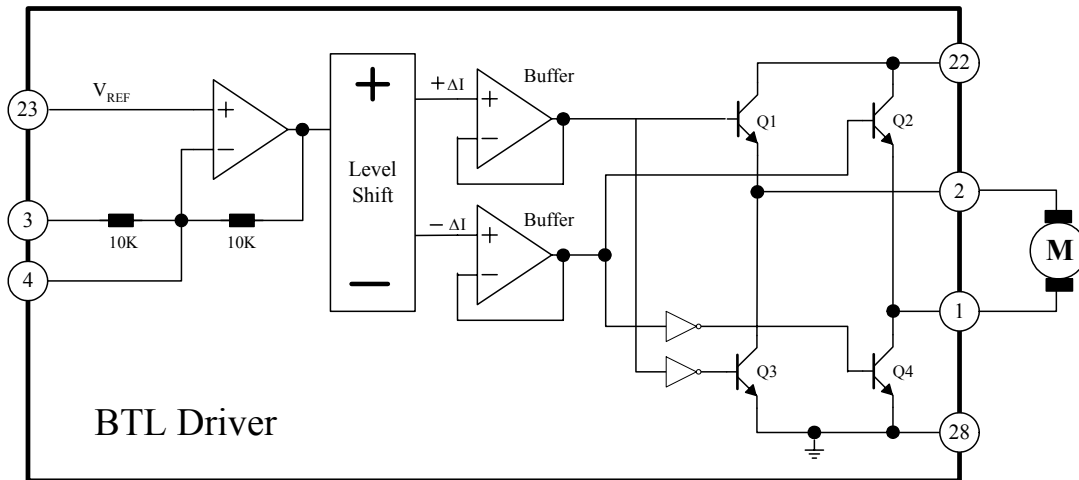 22
Buffer
+ΔI
23
V_REF
+
+
+
−
−
Q1
Q2
Level
Shift
2
3
10K
10K
−ΔI
Buffer
+
−
M
4
−
1
Q3
Q4
BTL Driver
28